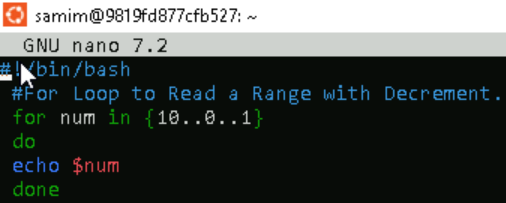 samim@9819fd877cfb527: ~
GNU nano 7.2
#!/bin/bash
#For Loop to Read a Range with Decrement.
for num in {10..0..1}
do
echo $num
done